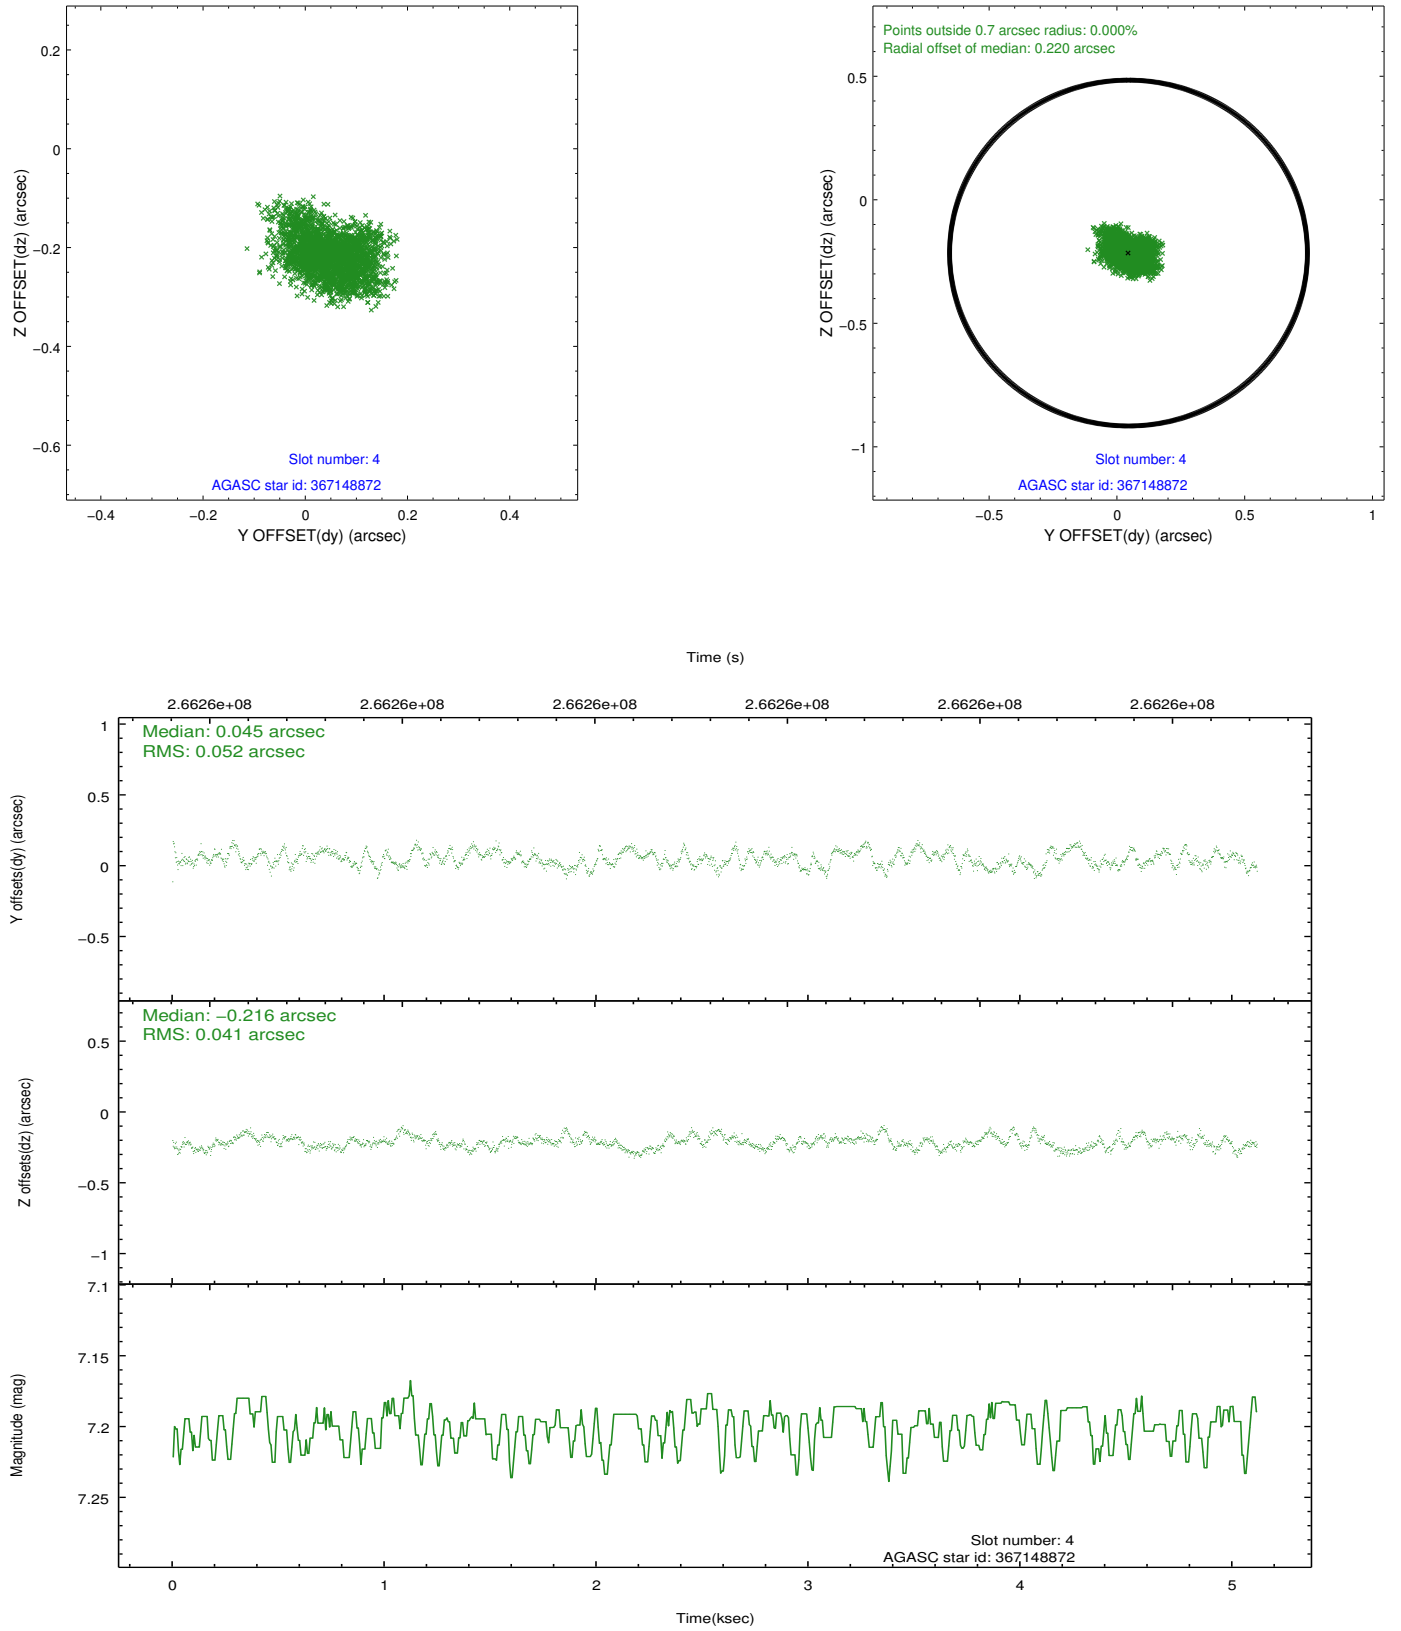 0.2
0
−0.2
−0.4
−0.6
Z OFFSET(dz) (arcsec)
Slot number: 4
AGASC star id: 367148872
−0.4
−0.2
0
0.2
0.4
Y OFFSET(dy) (arcsec)
Points outside 0.7 arcsec radius: 0.000%
Radial offset of median: 0.220 arcsec
0.5
0
−0.5
−1
Z OFFSET(dz) (arcsec)
Slot number: 4
AGASC star id: 367148872
−0.5
0
0.5
1
Y OFFSET(dy) (arcsec)
Time (s)
2.6626e+08
2.6626e+08
2.6626e+08
2.6626e+08
2.6626e+08
2.6626e+08
Median: 0.045 arcsec
RMS: 0.052 arcsec
1
0.5
0
−0.5
Y offsets(dy) (arcsec)
Median: −0.216 arcsec
RMS: 0.041 arcsec
0.5
0
−0.5
−1
Z offsets(dz) (arcsec)
7.1
7.15
7.2
7.25
Magnitude (mag)
Slot number: 4
AGASC star id: 367148872
0
1
2
3
4
5
Time(ksec)